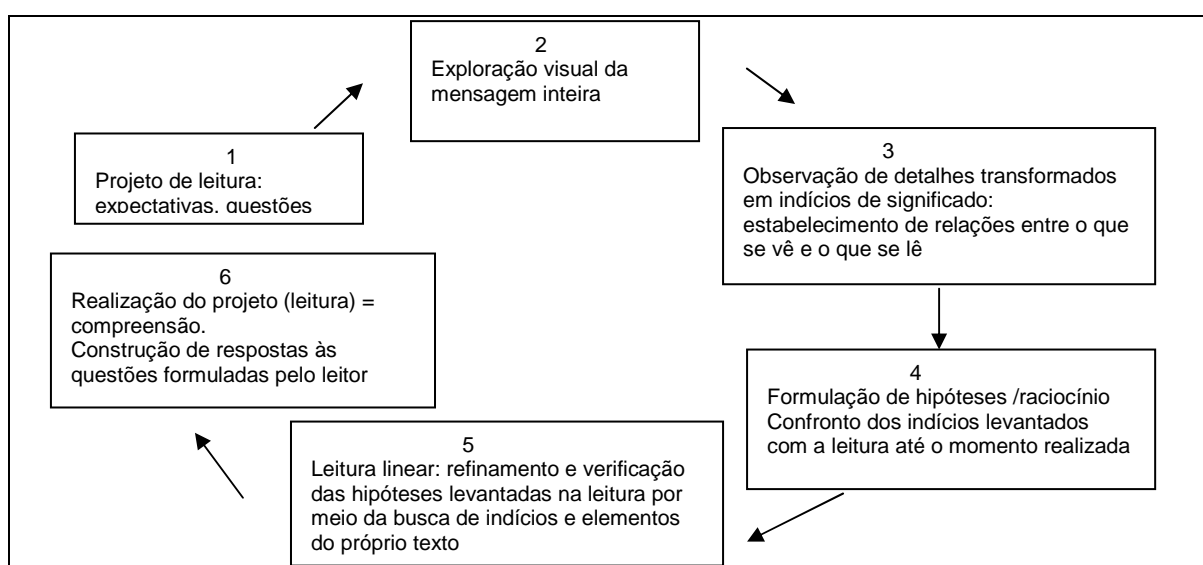 1
Projeto de leitura:
expectativas, questões
2
Exploração visual da
mensagem inteira
3
Observação de detalhes transformados
em indícios de significado:
estabelecimento de relações entre o que
se vê e o que se lê
4
Formulação de hipóteses /raciocínio
Confronto dos indícios levantados
com a leitura até o momento realizada
5
Leitura linear: refinamento e verificação
das hipóteses levantadas na leitura por
meio da busca de indícios e elementos
do próprio texto
6
Realização do projeto (leitura) =
compreensão.
Construção de respostas às
questões formuladas pelo leitor